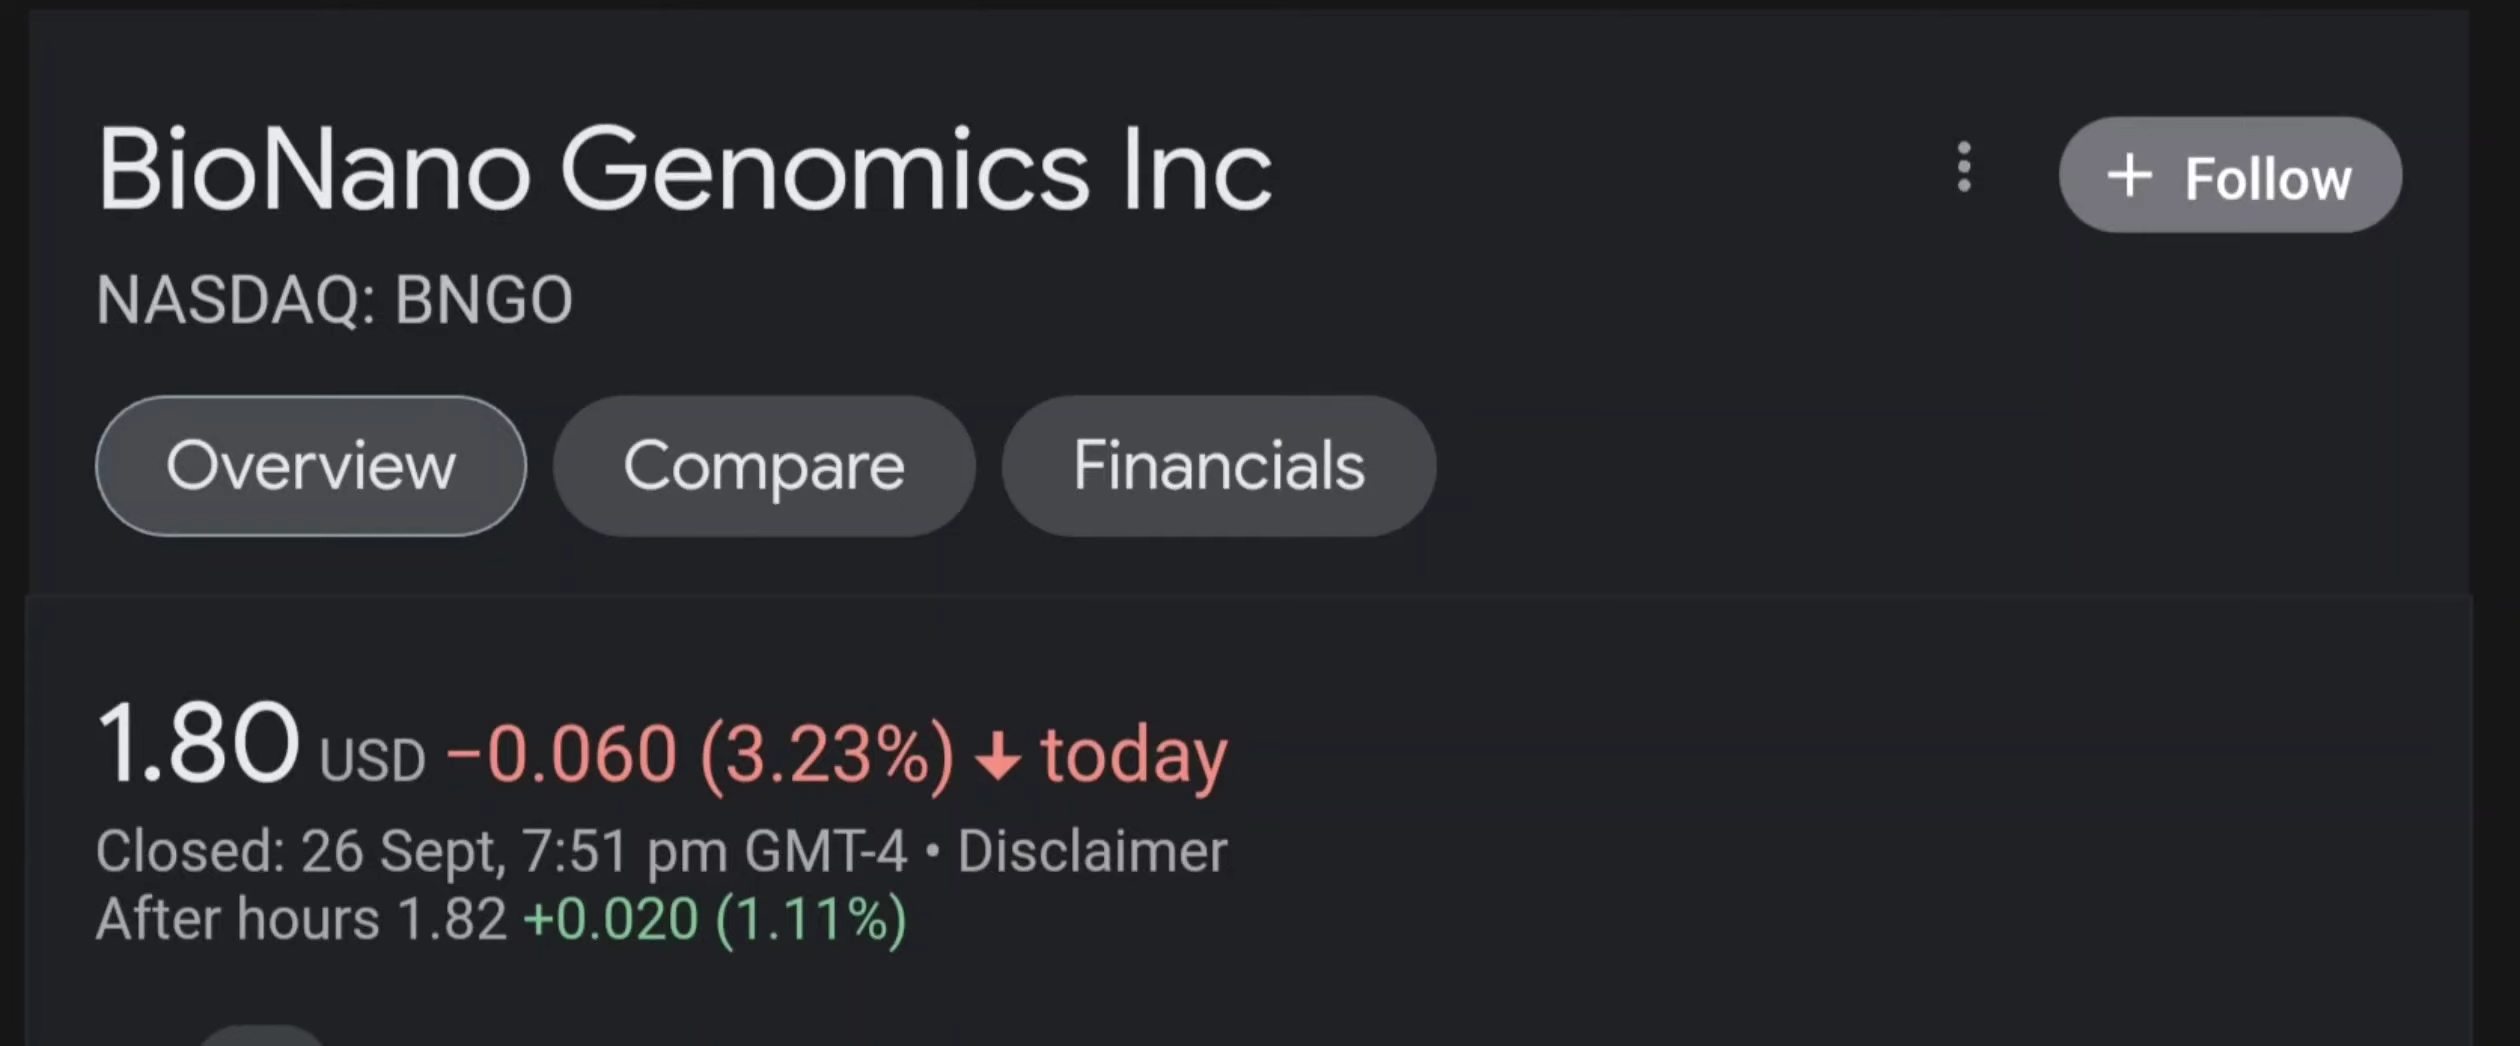 BioNano Genomics Inc
+ Follow
NASDAQ: BNGO
Overview
Compare
Financials
1.80 USD −0.060 (3.23%) ↓ today
Closed: 26 Sept, 7:51 pm GMT-4 • Disclaimer
After hours 1.82 +0.020 (1.11%)